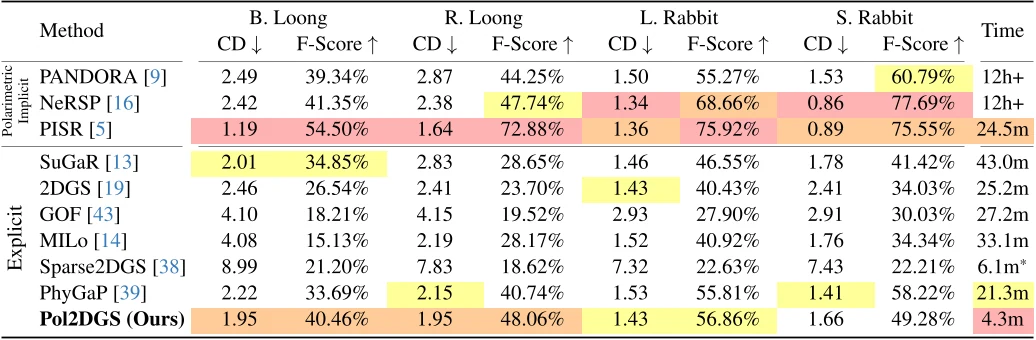 Method B. Loong R. Loong L. Rabbit S. Rabbit Time
CD ↓ F-Score ↑ CD ↓ F-Score ↑ CD ↓ F-Score ↑ CD ↓ F-Score ↑
Polarimetric
Implicit
PANDORA [9] 2.49 39.34% 2.87 44.25% 1.50 55.27% 1.53 60.79% 12h+
NeRSP [16] 2.42 41.35% 2.38 47.74% 1.34 68.66% 0.86 77.69% 12h+
PISR [5] 1.19 54.50% 1.64 72.88% 1.36 75.92% 0.89 75.55% 24.5m
Explicit
SuGaR [13] 2.01 34.85% 2.83 28.65% 1.46 46.55% 1.78 41.42% 43.0m
2DGS [19] 2.46 26.54% 2.41 23.70% 1.43 40.43% 2.41 34.03% 25.2m
GOF [43] 4.10 18.21% 4.15 19.52% 2.93 27.90% 2.91 30.03% 27.2m
MILo [14] 4.08 15.13% 2.19 28.17% 1.52 40.92% 1.76 34.34% 33.1m
Sparse2DGS [38] 8.99 21.20% 7.83 18.62% 7.32 22.63% 7.43 22.21% 6.1m*
PhyGaP [39] 2.22 33.69% 2.15 40.74% 1.53 55.81% 1.41 58.22% 21.3m
Pol2DGS (Ours) 1.95 40.46% 1.95 48.06% 1.43 56.86% 1.66 49.28% 4.3m